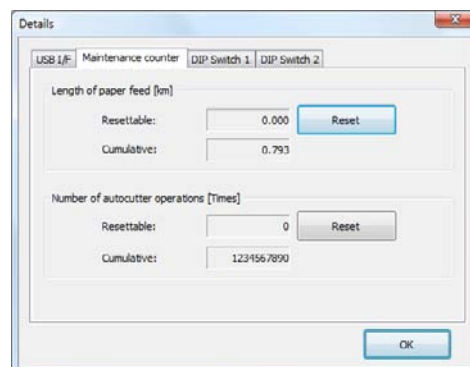 Details
USB I/F Maintenance counter DIP Switch 1 DIP Switch 2
Length of paper feed [km]
Resettable: 0.000 Reset
Cumulative: 0.793
Number of autocutter operations [Times]
Resettable: 0 Reset
Cumulative: 1234567890
OK